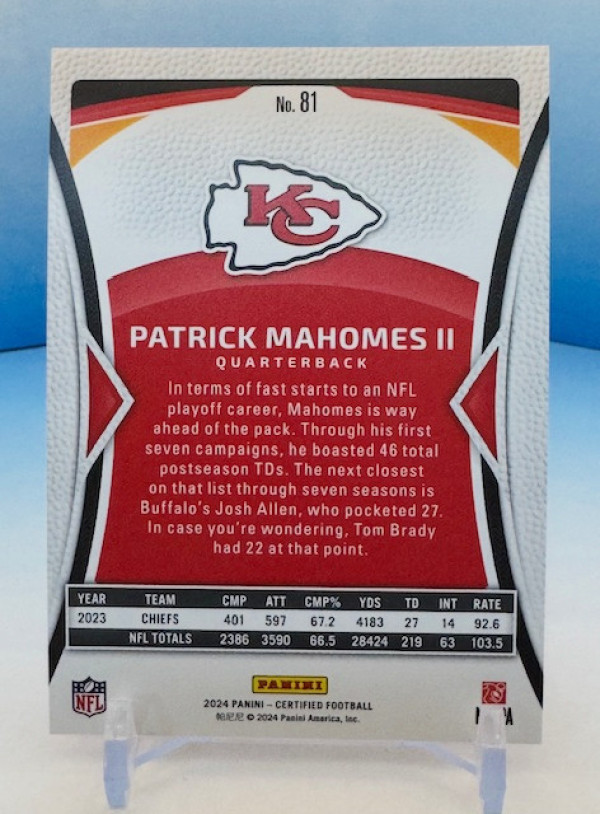 No. 81
KC
PATRICK MAHOMES II
QUARTERBACK
In terms of fast starts to an NFL
playoff career, Mahomes is way
ahead of the pack. Through his first
seven campaigns, he boasted 46 total
postseason TDs. The next closest
on that list through seven seasons is
Buffalo's Josh Allen, who pocketed 27.
In case you're wondering, Tom Brady
had 22 at that point.
YEAR TEAM CMP ATT CMP% YDS TD INT RATE
2023 CHIEFS 401 597 67.2 4183 27 14 92.6
NFL TOTALS 2386 3590 66.5 28424 219 63 103.5
NFL
PANINI
2024 PANINI – CERTIFIED FOOTBALL
帕尼尼 © 2024 Panini America, Inc.